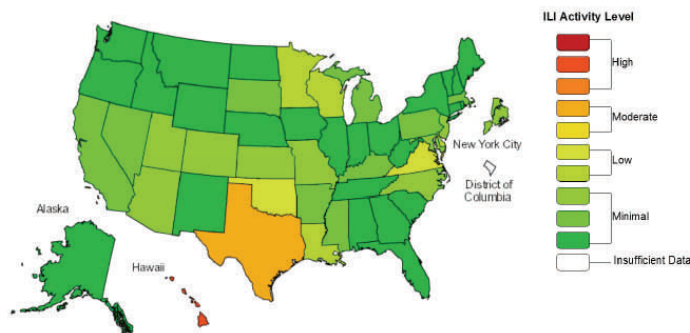 ILI Activity Level
High
Moderate
Low
Minimal
Insufficient Data
New York City
District of
Columbia
Alaska
Hawaii